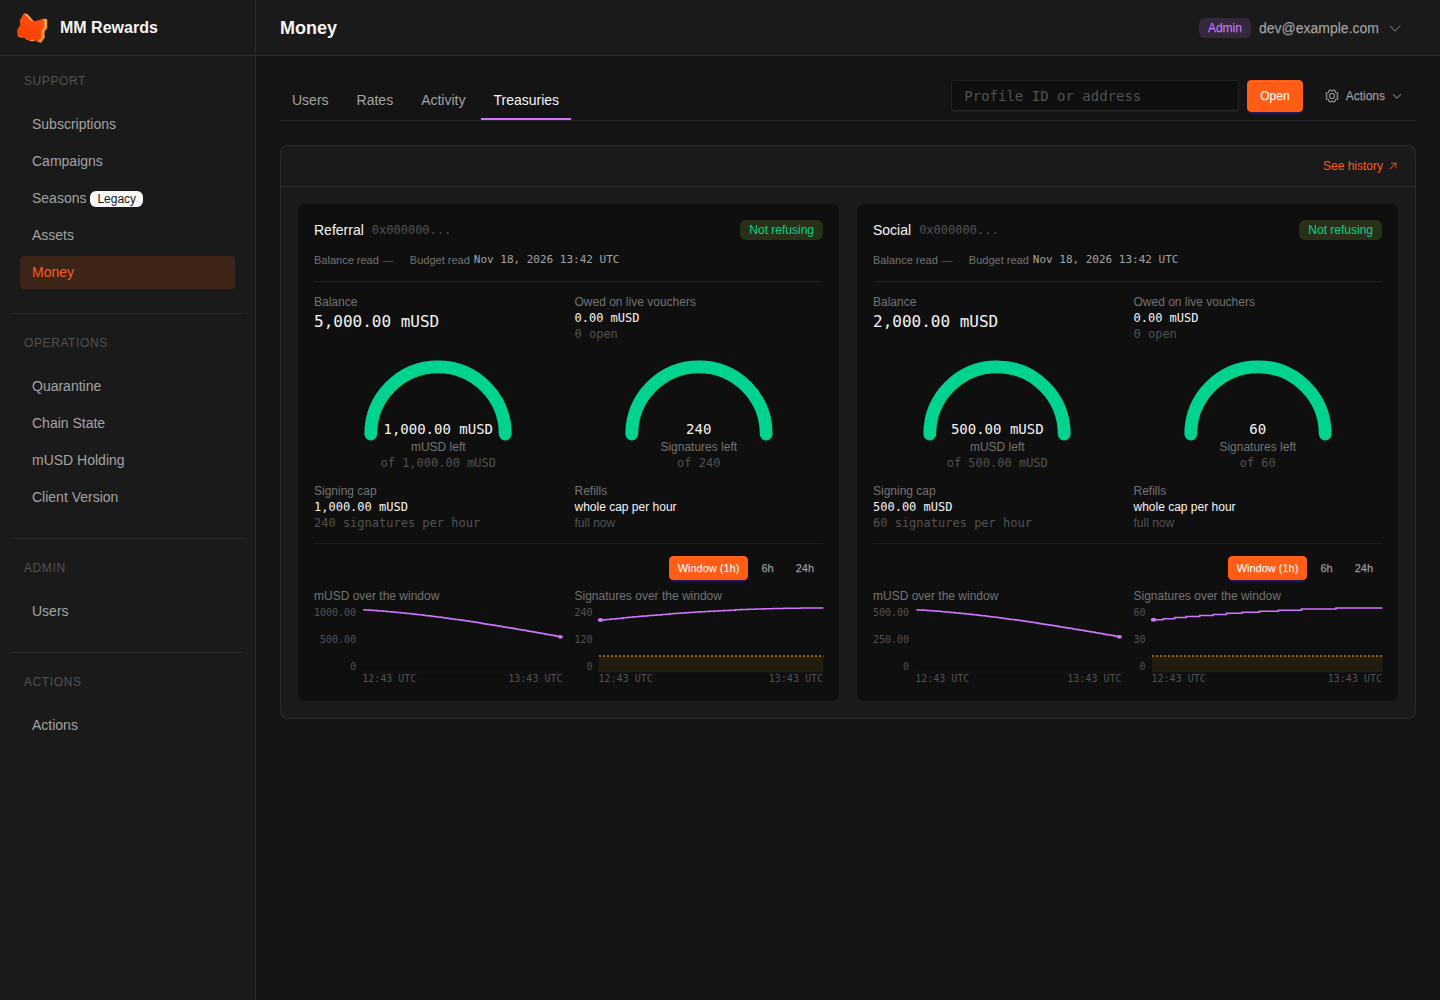 MM Rewards
Money
Admin
dev@example.com
SUPPORT
Subscriptions
Campaigns
Seasons Legacy
Assets
Money
OPERATIONS
Quarantine
Chain State
mUSD Holding
Client Version
ADMIN
Users
ACTIONS
Actions
Users Rates Activity Treasuries
Profile ID or address
Open
Actions
See history
Referral 0x000000...
Not refusing
Balance read — Budget read Nov 18, 2026 13:42 UTC
Balance
5,000.00 mUSD
Owed on live vouchers
0.00 mUSD
0 open
1,000.00 mUSD
mUSD left
of 1,000.00 mUSD
240
Signatures left
of 240
Signing cap
1,000.00 mUSD
240 signatures per hour
Refills
whole cap per hour
full now
Window (1h) 6h 24h
mUSD over the window
1000.00
500.00
0
12:43 UTC 13:43 UTC
Signatures over the window
240
120
0
12:43 UTC 13:43 UTC
Social 0x000000...
Not refusing
Balance read — Budget read Nov 18, 2026 13:42 UTC
Balance
2,000.00 mUSD
Owed on live vouchers
0.00 mUSD
0 open
500.00 mUSD
mUSD left
of 500.00 mUSD
60
Signatures left
of 60
Signing cap
500.00 mUSD
60 signatures per hour
Refills
whole cap per hour
full now
Window (1h) 6h 24h
mUSD over the window
500.00
250.00
0
12:43 UTC 13:43 UTC
Signatures over the window
60
30
0
12:43 UTC 13:43 UTC